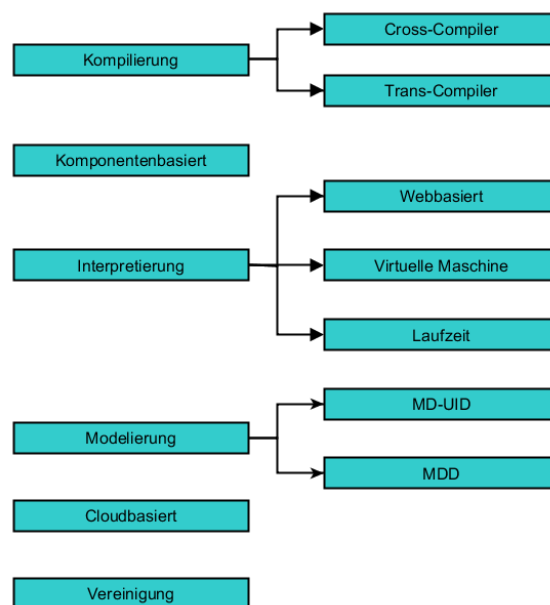 Cross-Compiler
Kompilierung
Trans-Compiler
Komponentenbasiert
Webbasiert
Interpretierung
Virtuelle Maschine
Laufzeit
MD-UID
Modelierung
MDD
Cloudbasiert
Vereinigung